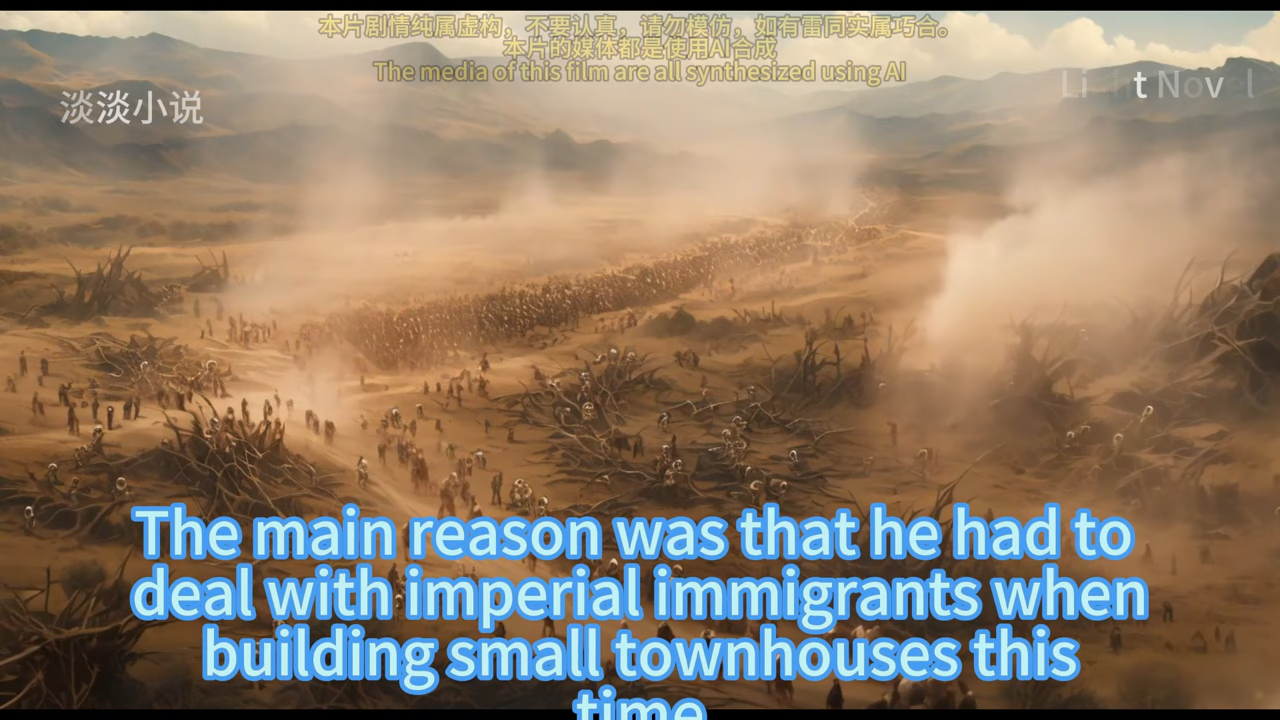 本片剧情纯属虚构，不要认真，请勿模仿，如有雷同实属巧合。
本片的媒体都是使用AI合成
The media of this film are all synthesized using AI
淡淡小说
Light Novel
The main reason was that he had to
deal with imperial immigrants when
building small townhouses this
time